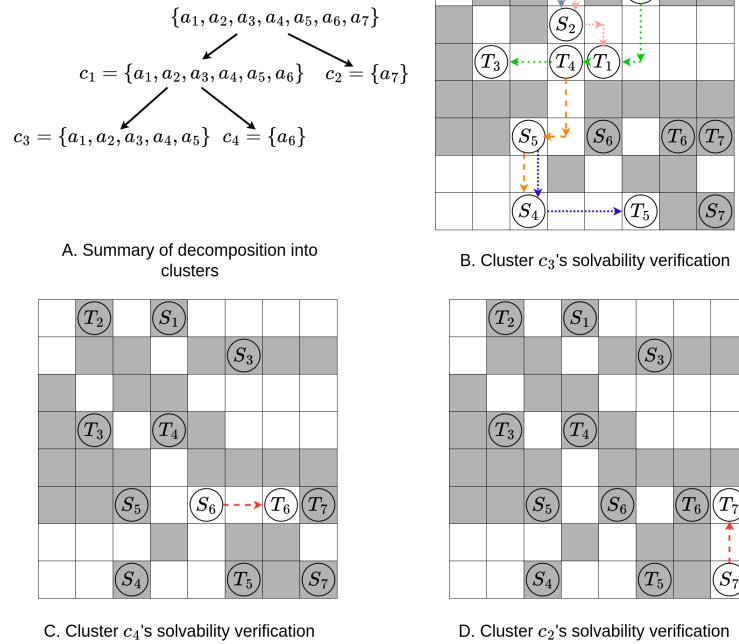 {a₁, a₂, a₃, a₄, a₅, a₆, a₇}
c₁ = {a₁, a₂, a₃, a₄, a₅, a₆} c₂ = {a₇}
c₃ = {a₁, a₂, a₃, a₄, a₅} c₄ = {a₆}
A. Summary of decomposition into
clusters
S₂
T₃ T₄ T₁
S₅ S₆ T₆ T₇
S₄ T₅ S₇
B. Cluster c₃'s solvability verification
T₂ S₁
S₃
T₃ T₄
S₅ S₆ T₆ T₇
S₄ T₅ S₇
C. Cluster c₄'s solvability verification
T₂ S₁
S₃
T₃ T₄
S₅ S₆ T₆ T₇
S₄ T₅ S₇
D. Cluster c₂'s solvability verification